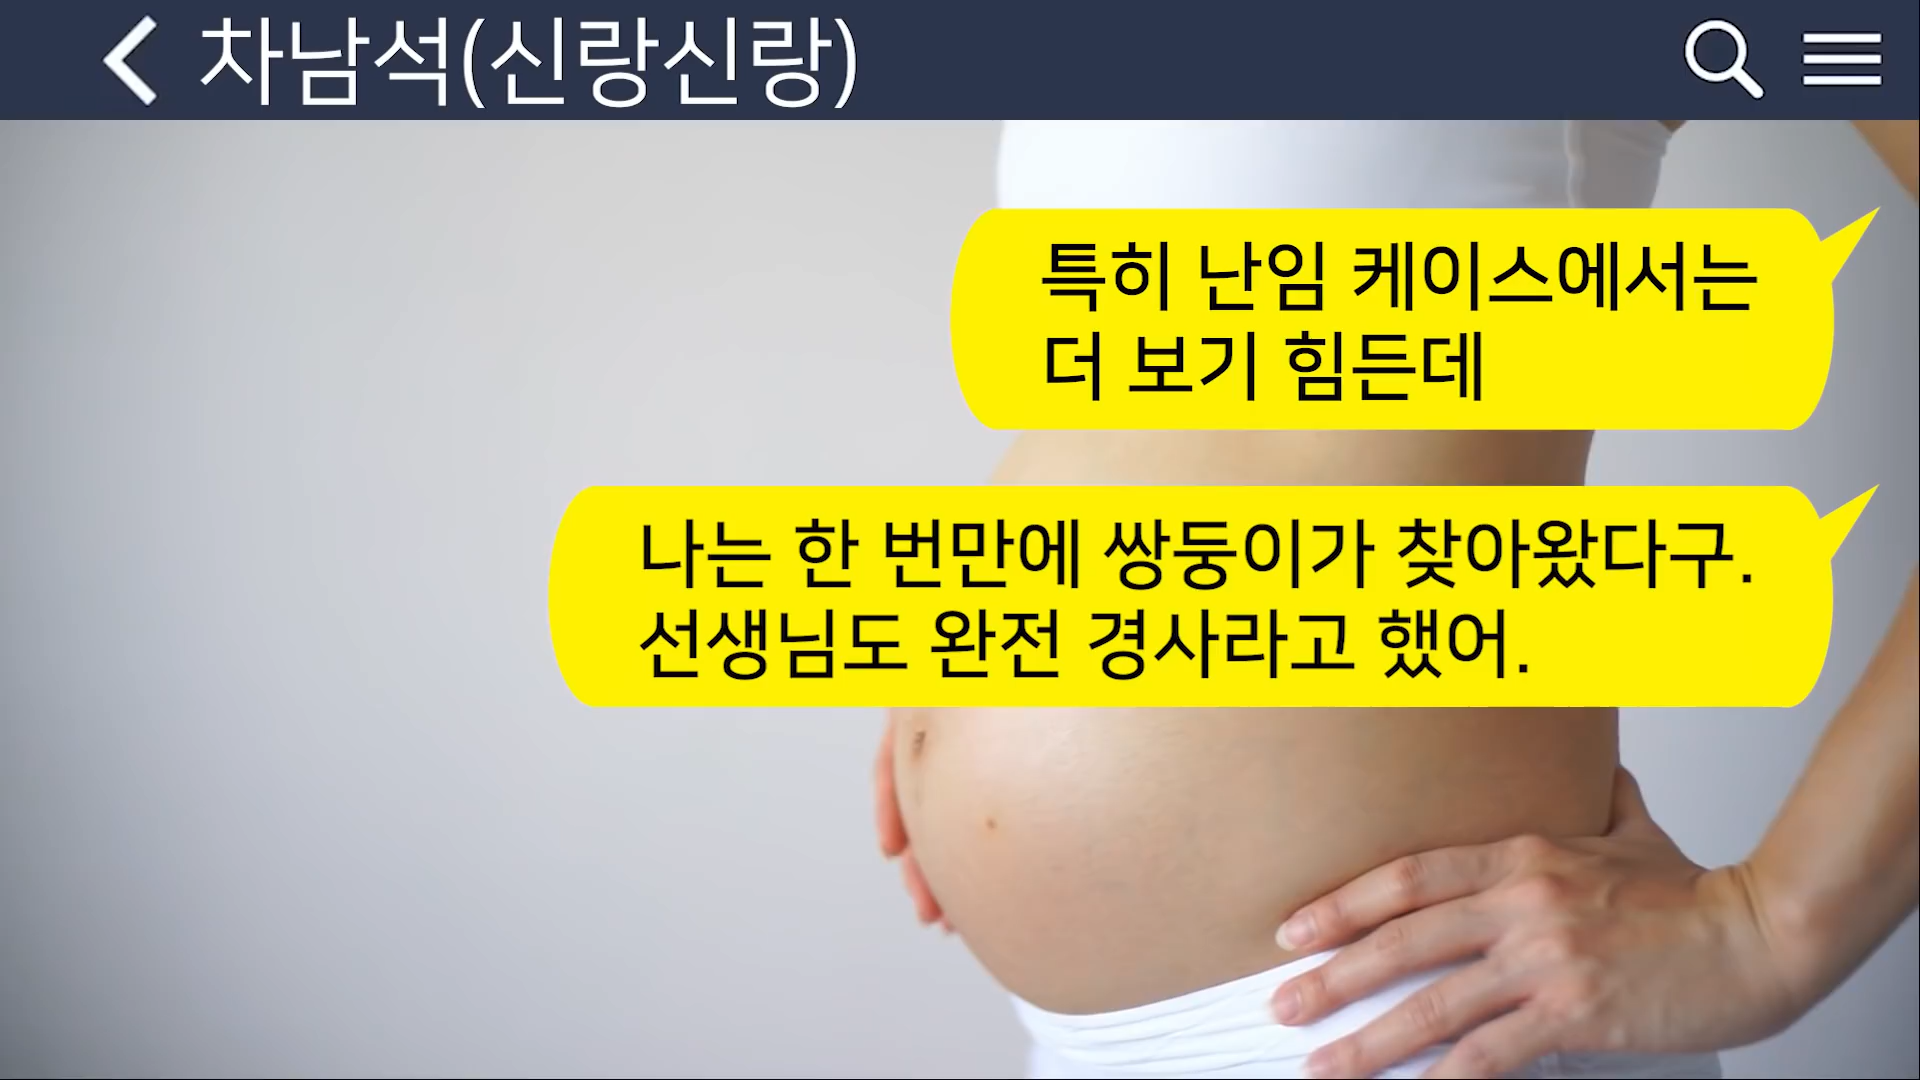 차남석(신랑신랑)
특히 난임 케이스에서는
더 보기 힘든데
나는 한 번만에 쌍둥이가 찾아왔다구.
선생님도 완전 경사라고 했어.